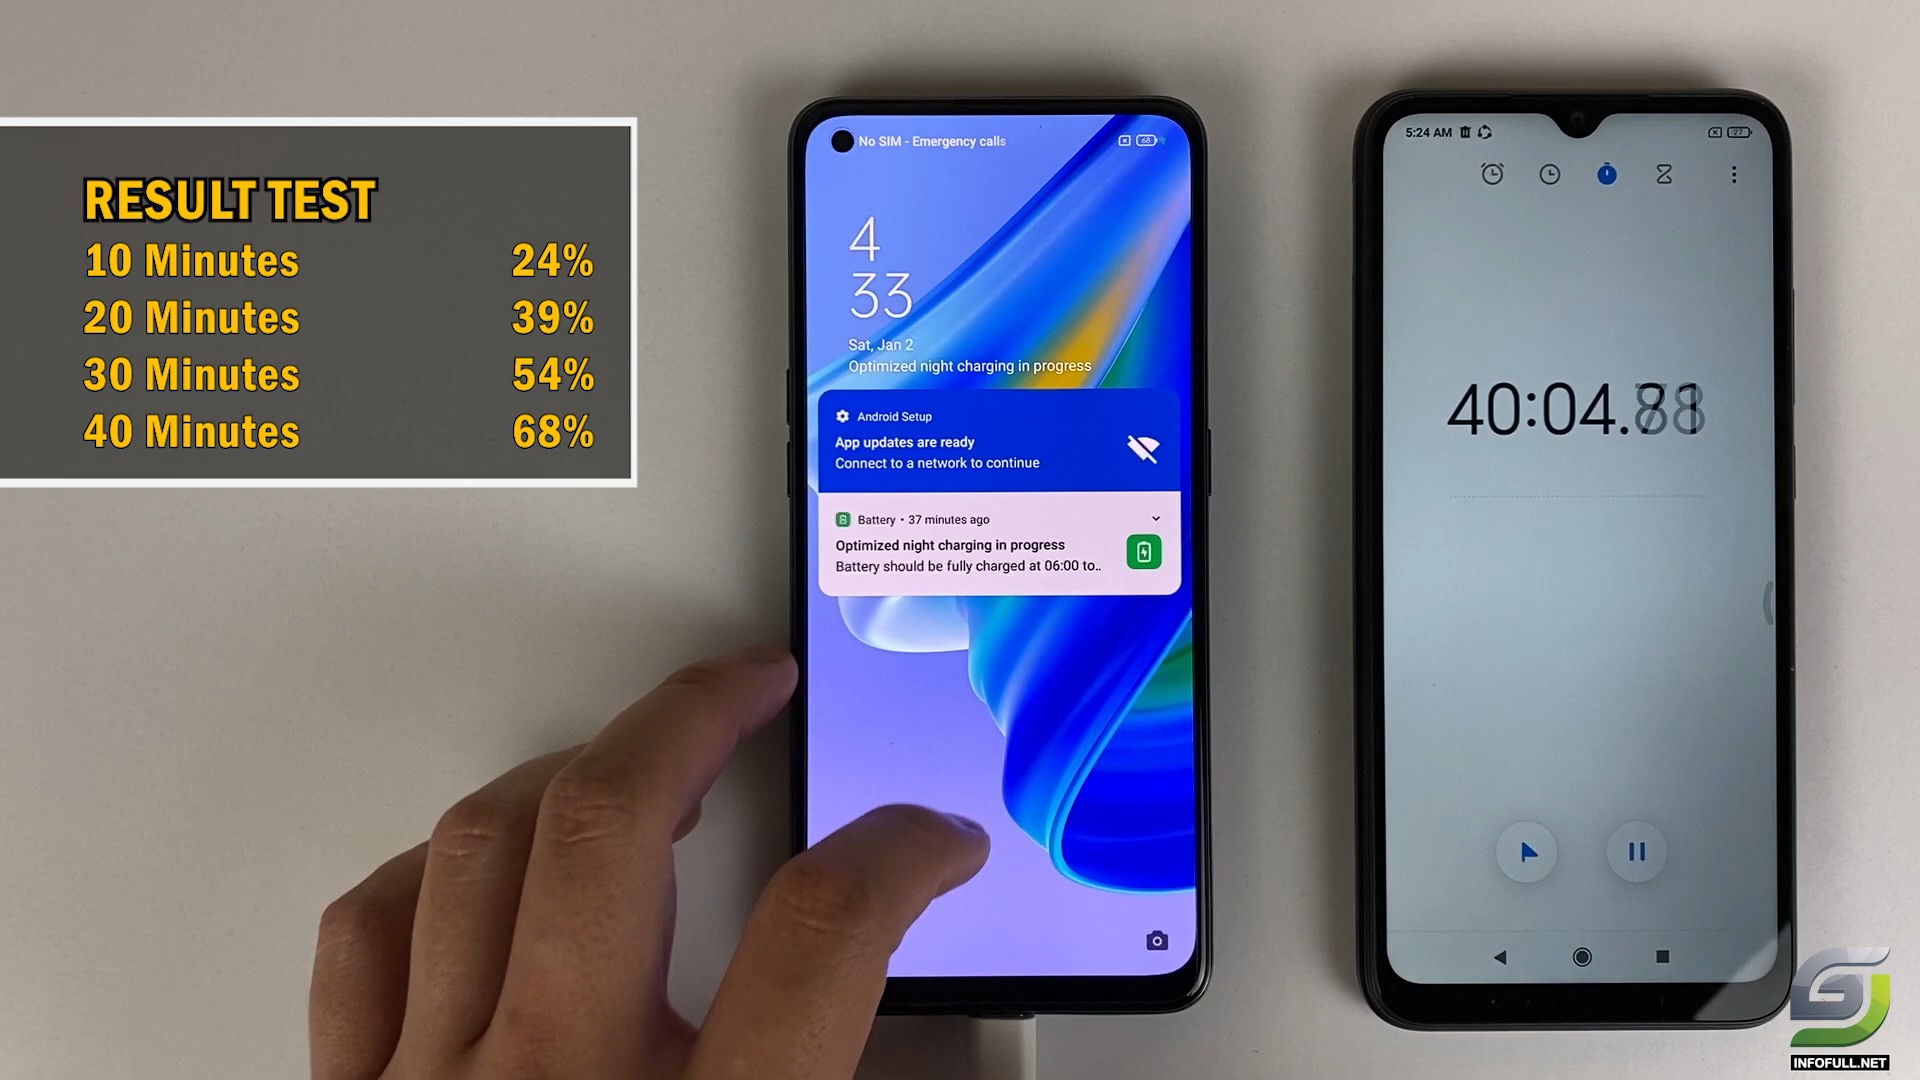 RESULT TEST
10 Minutes 24%
20 Minutes 39%
30 Minutes 54%
40 Minutes 68%
No SIM - Emergency calls
68
4
33
Sat, Jan 2
Optimized night charging in progress
Android Setup
App updates are ready
Connect to a network to continue
Battery • 37 minutes ago
Optimized night charging in progress
Battery should be fully charged at 06:00 to..
5:24 AM
27
40:04.
INFOFULL.NET